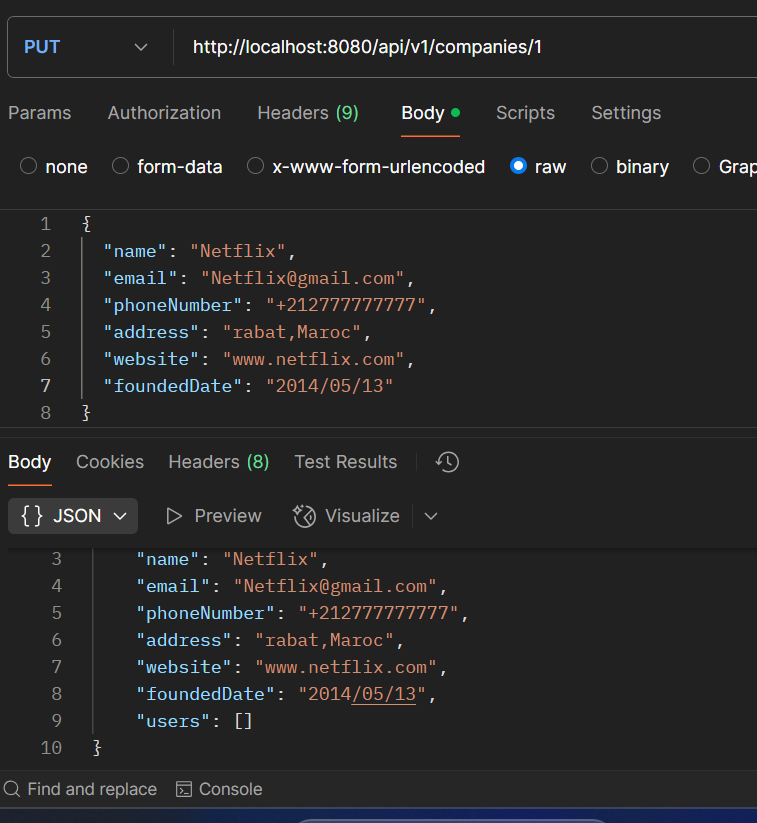 PUT http://localhost:8080/api/v1/companies/1
Params Authorization Headers (9) Body Scripts Settings
none form-data x-www-form-urlencoded raw binary Grap
1 {
2 "name": "Netflix",
3 "email": "Netflix@gmail.com",
4 "phoneNumber": "+212777777777",
5 "address": "rabat,Maroc",
6 "website": "www.netflix.com",
7 "foundedDate": "2014/05/13"
8 }
Body Cookies Headers (8) Test Results
{} JSON Preview Visualize
3 "name": "Netflix",
4 "email": "Netflix@gmail.com",
5 "phoneNumber": "+212777777777",
6 "address": "rabat,Maroc",
7 "website": "www.netflix.com",
8 "foundedDate": "2014/05/13",
9 "users": []
10 }
Find and replace Console